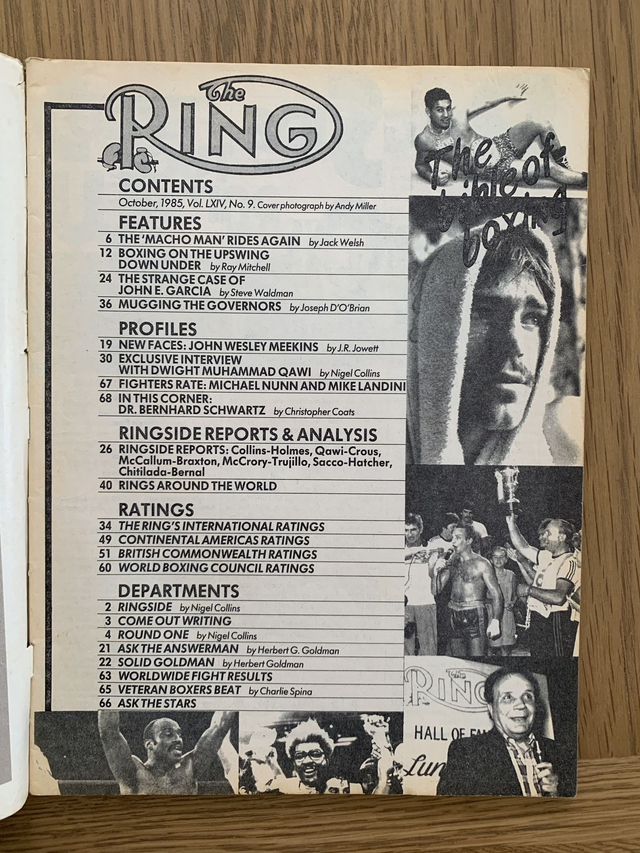 The
RING
The
bible of
boxing
CONTENTS
October, 1985, Vol. LXIV, No. 9. Cover photograph by Andy Miller
FEATURES
6 THE 'MACHO MAN' RIDES AGAIN by Jack Welsh
12 BOXING ON THE UPSWING
DOWN UNDER by Ray Mitchell
24 THE STRANGE CASE OF
JOHN E. GARCIA by Steve Waldman
36 MUGGING THE GOVERNORS by Joseph D'O'Brian
PROFILES
19 NEW FACES: JOHN WESLEY MEEKINS by J.R. Jowett
30 EXCLUSIVE INTERVIEW
WITH DWIGHT MUHAMMAD QAWI by Nigel Collins
67 FIGHTERS RATE: MICHAEL NUNN AND MIKE LANDINI
68 IN THIS CORNER:
DR. BERNHARD SCHWARTZ by Christopher Coats
RINGSIDE REPORTS & ANALYSIS
26 RINGSIDE REPORTS: Collins-Holmes, Qawi-Crous,
McCallum-Braxton, McCrory-Trujillo, Sacco-Hatcher,
Chitilada-Bernal
40 RINGS AROUND THE WORLD
RATINGS
34 THE RING'S INTERNATIONAL RATINGS
49 CONTINENTAL AMERICAS RATINGS
51 BRITISH COMMONWEALTH RATINGS
60 WORLD BOXING COUNCIL RATINGS
DEPARTMENTS
2 RINGSIDE by Nigel Collins
3 COME OUT WRITING
4 ROUND ONE by Nigel Collins
21 ASK THE ANSWERMAN by Herbert G. Goldman
22 SOLID GOLDMAN by Herbert Goldman
63 WORLDWIDE FIGHT RESULTS
65 VETERAN BOXERS BEAT by Charlie Spina
66 ASK THE STARS
The
RING
HALL OF
Lun